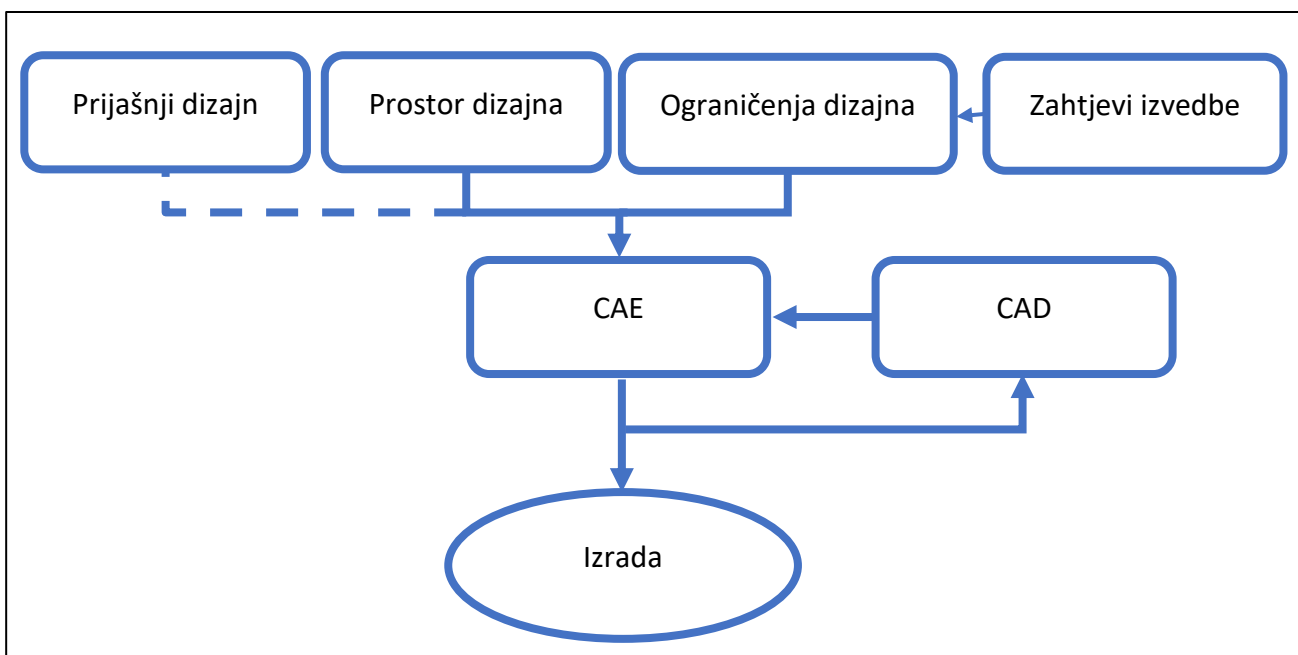 Prijašnji dizajn
Prostor dizajna
Ograničenja dizajna
Zahtjevi izvedbe
CAE
CAD
Izrada